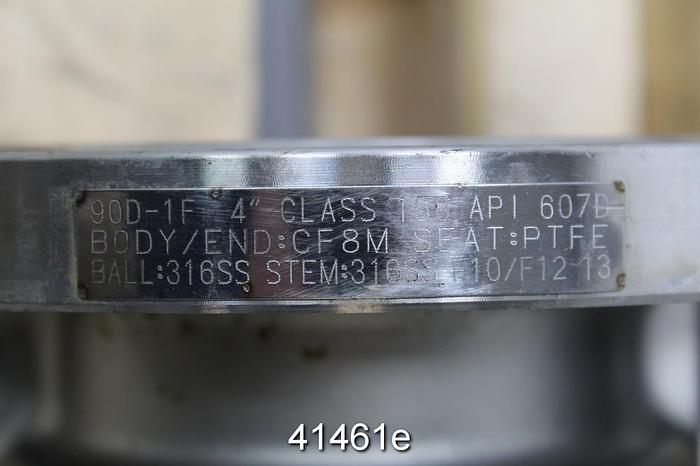 90D-1F 4" CLASS 150 API 607D
BODY/END:CF8M SEAT:PTFE
BALL:316SS STEM:316SS F10/F12 13
41461e